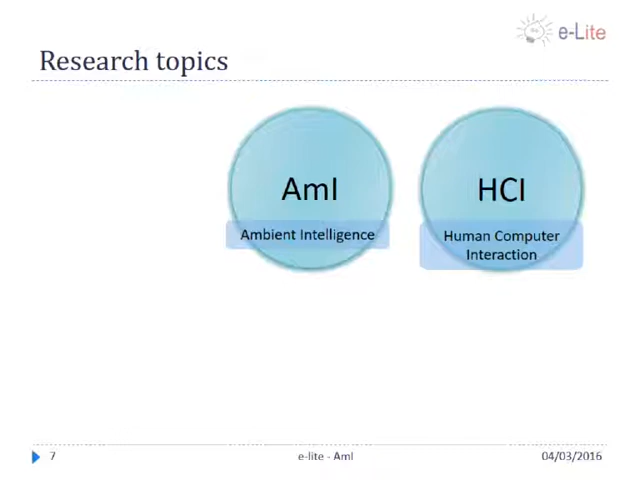 e-Lite
Research topics
AmI
Ambient Intelligence
HCI
Human Computer
Interaction
7
e-lite - AmI
04/03/2016